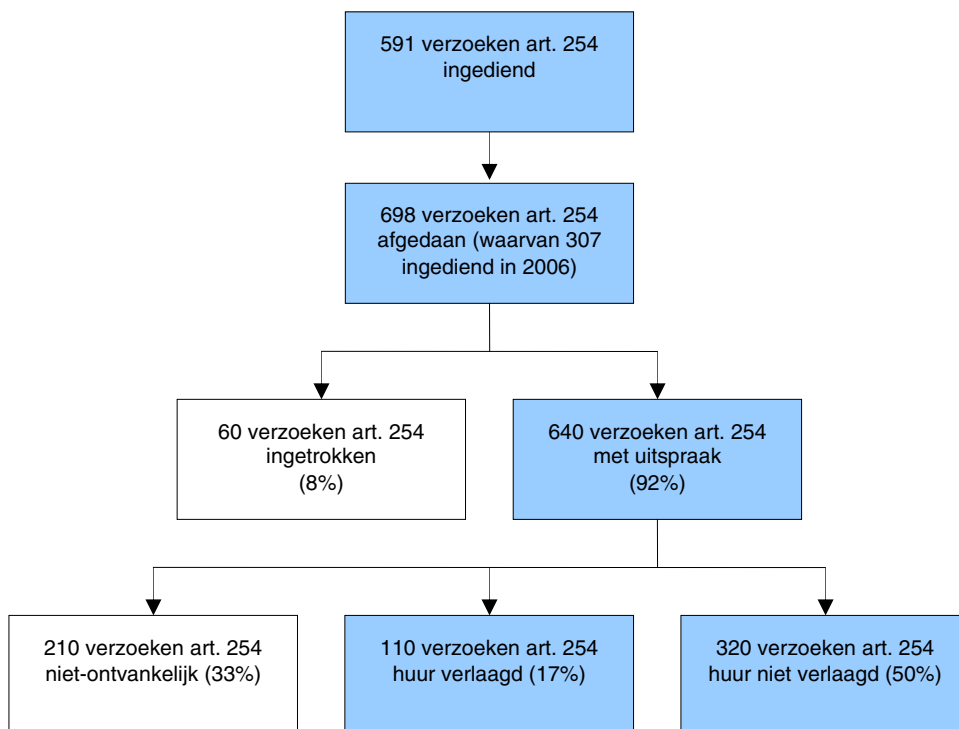 591 verzoeken art. 254
ingediend
698 verzoeken art. 254
afgedaan (waarvan 307
ingediend in 2006)
60 verzoeken art. 254
ingetrokken
(8%)
640 verzoeken art. 254
met uitspraak
(92%)
210 verzoeken art. 254
niet-ontvankelijk (33%)
110 verzoeken art. 254
huur verlaagd (17%)
320 verzoeken art. 254
huur niet verlaagd (50%)